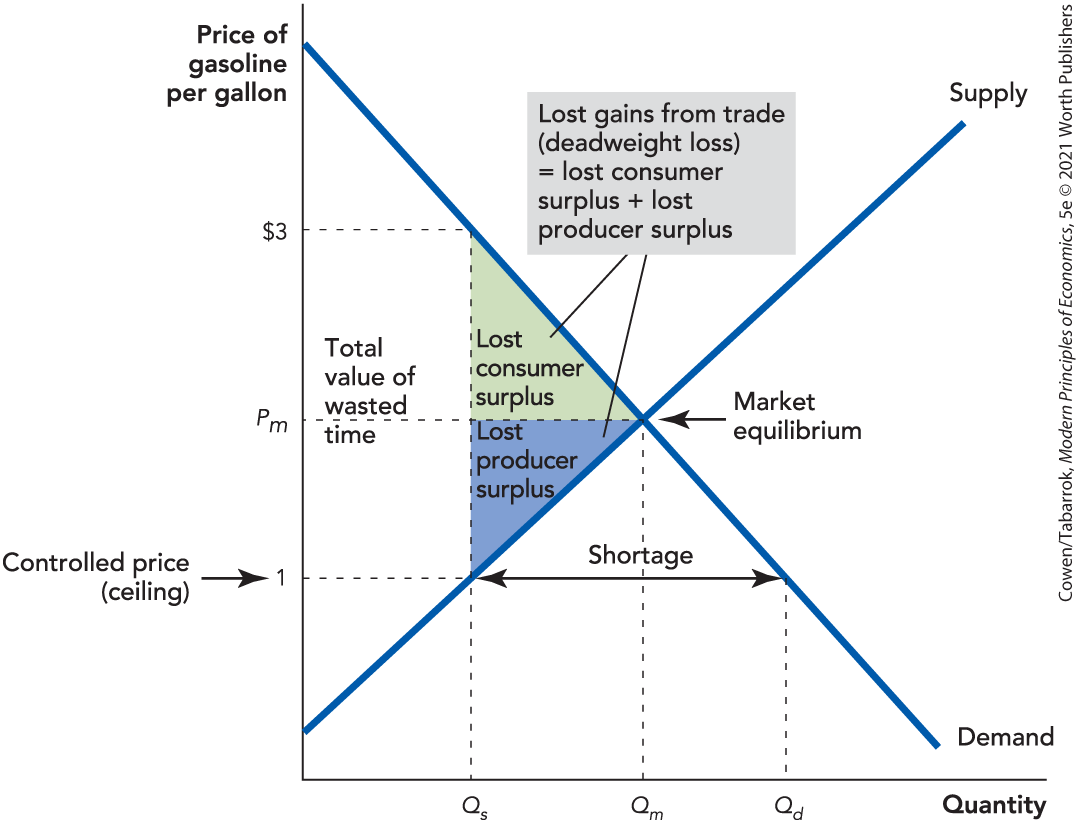 Price of
gasoline
per gallon
Supply
Lost gains from trade
(deadweight loss)
= lost consumer
surplus + lost
producer surplus
$3
Total
value of
wasted
time
Lost
consumer
surplus
Pm
Market
equilibrium
Lost
producer
surplus
Controlled price
(ceiling)
1
Shortage
Demand
Qs
Qm
Qd
Quantity
Cowen/Tabarrok, Modern Principles of Economics, 5e © 2021 Worth Publishers